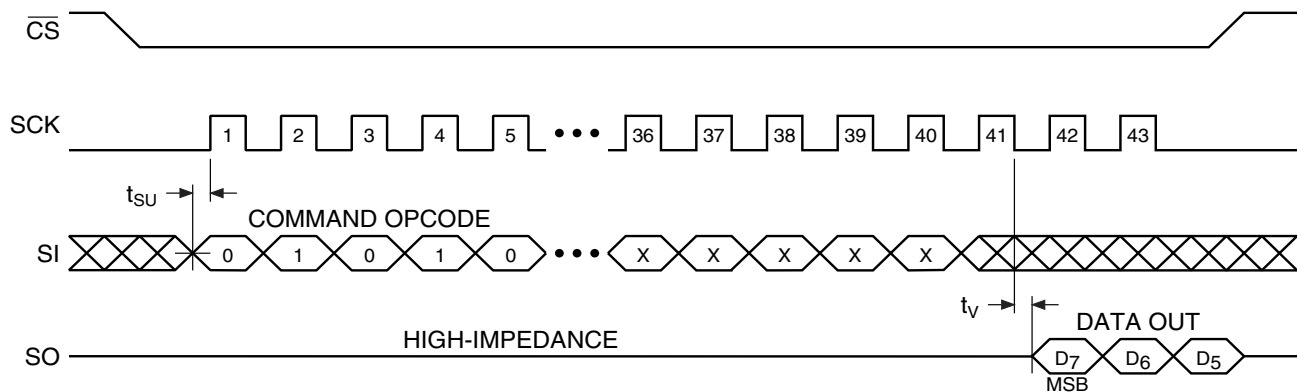 CS
SCK
1 2 3 4 5 ••• 36 37 38 39 40 41 42 43
tSU
COMMAND OPCODE
SI
0 1 0 1 0 ••• X X X X X
tV
HIGH-IMPEDANCE
DATA OUT
SO
D7 D6 D5
MSB